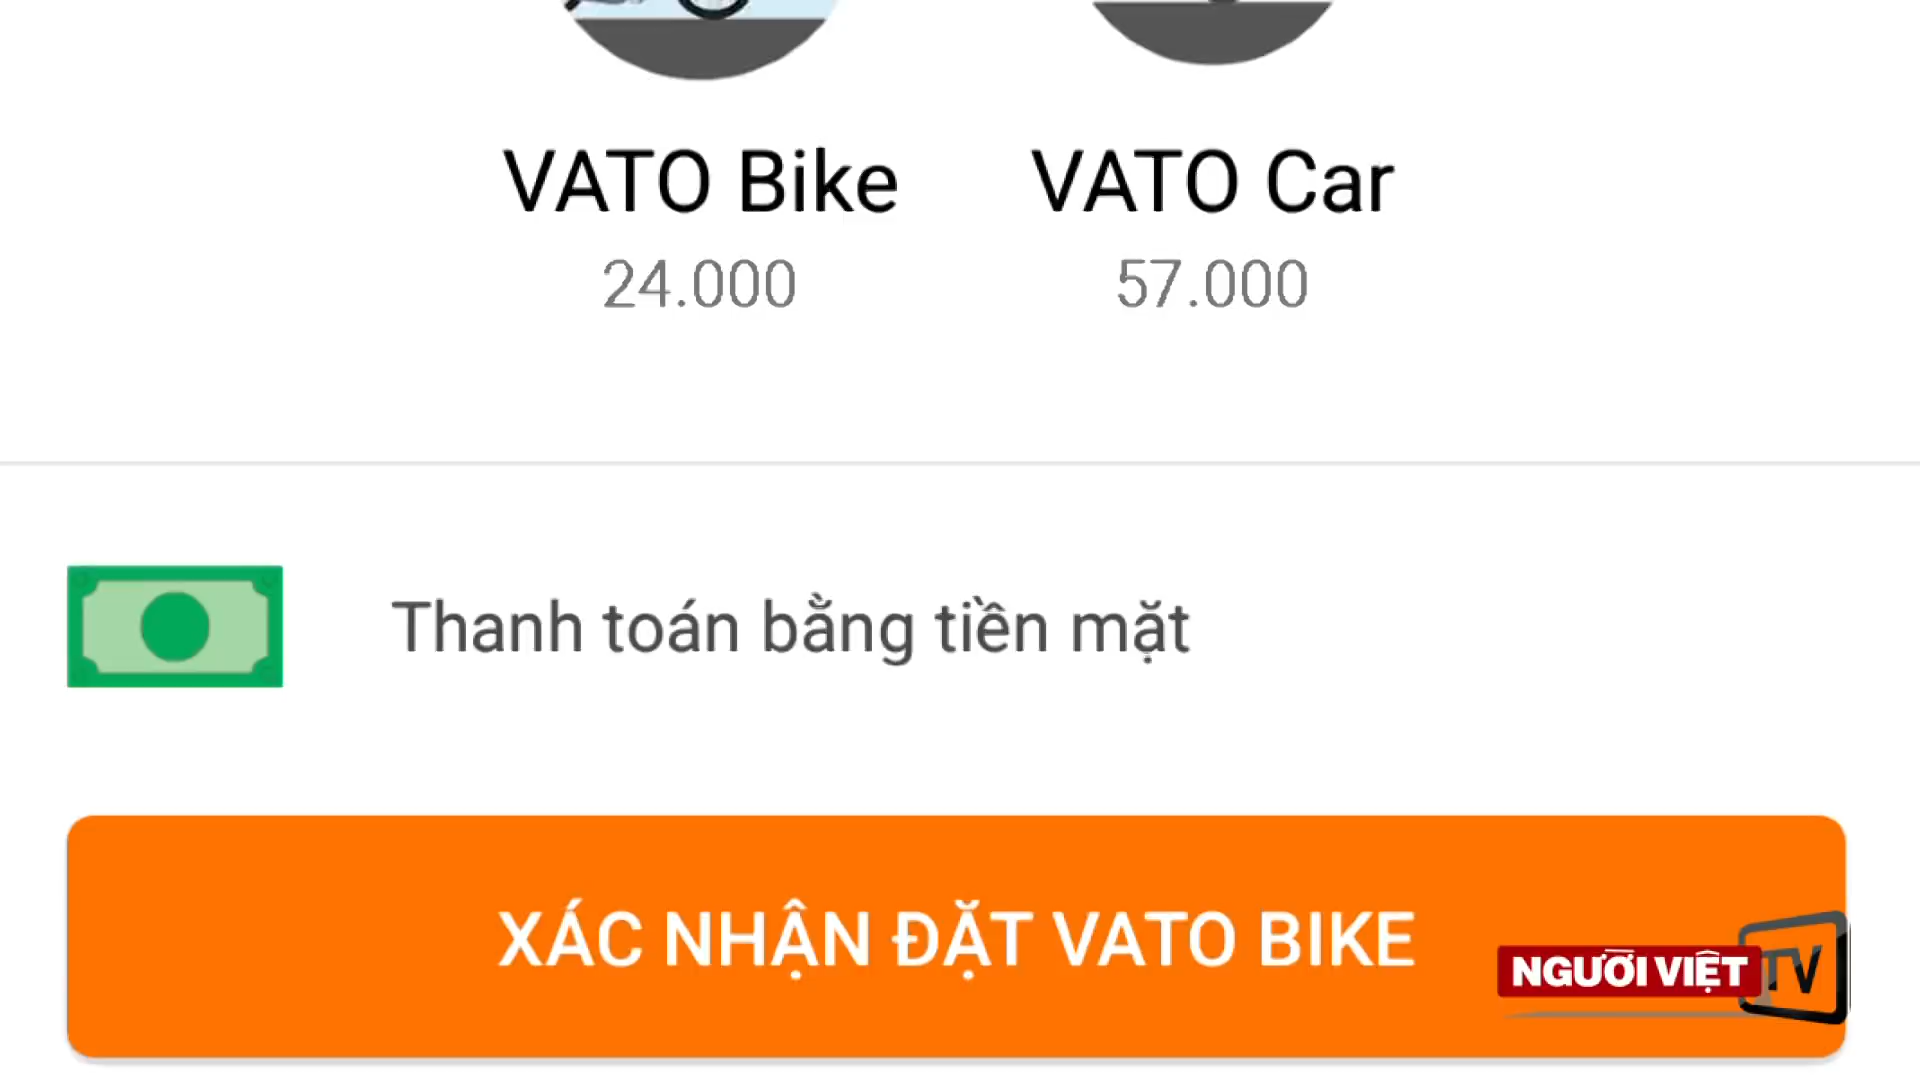 VATO Bike
VATO Car
24.000
57.000
Thanh toán bằng tiền mặt
XÁC NHẬN ĐẶT VATO BIKE
NGƯỜI VIỆT TV